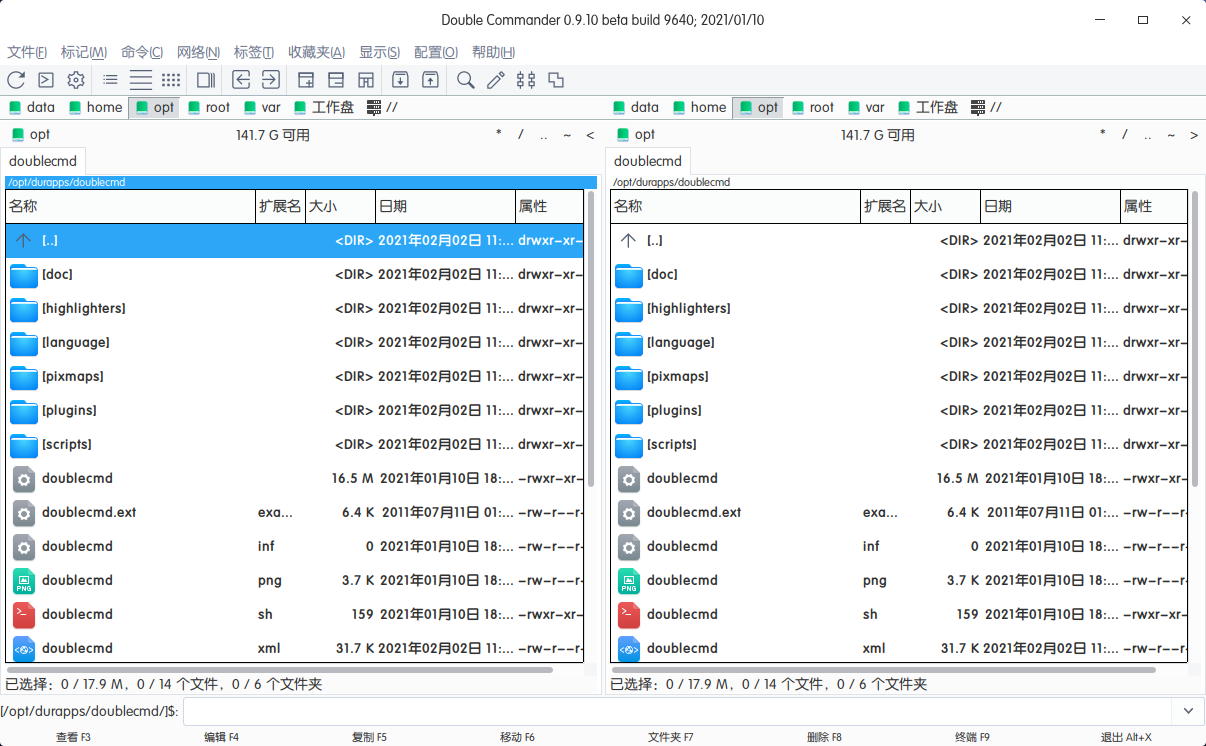 Double Commander 0.9.10 beta build 9640; 2021/01/10
文件(F) 标记(M) 命令(C) 网络(N) 标签(T) 收藏夹(A) 显示(S) 配置(O) 帮助(H)
data home opt root var 工作盘 // data home opt root var 工作盘 //
opt 141.7 G 可用 * / .. ~ < opt 141.7 G 可用 * / .. ~ >
doublecmd doublecmd
/opt/durapps/doublecmd /opt/durapps/doublecmd
名称 扩展名 大小 日期 属性 名称 扩展名 大小 日期 属性
[..] <DIR> 2021年02月02日 11:... drwxr-xr- [..] <DIR> 2021年02月02日 11:... drwxr-xr-
[doc] <DIR> 2021年02月02日 11:... drwxr-xr- [doc] <DIR> 2021年02月02日 11:... drwxr-xr-
[highlighters] <DIR> 2021年02月02日 11:... drwxr-xr- [highlighters] <DIR> 2021年02月02日 11:... drwxr-xr-
[language] <DIR> 2021年02月02日 11:... drwxr-xr- [language] <DIR> 2021年02月02日 11:... drwxr-xr-
[pixmaps] <DIR> 2021年02月02日 11:... drwxr-xr- [pixmaps] <DIR> 2021年02月02日 11:... drwxr-xr-
[plugins] <DIR> 2021年02月02日 11:... drwxr-xr- [plugins] <DIR> 2021年02月02日 11:... drwxr-xr-
[scripts] <DIR> 2021年02月02日 11:... drwxr-xr- [scripts] <DIR> 2021年02月02日 11:... drwxr-xr-
doublecmd 16.5 M 2021年01月10日 18:... -rwxr-xr- doublecmd 16.5 M 2021年01月10日 18:... -rwxr-xr-
doublecmd.ext exa... 6.4 K 2011年07月11日 01:... -rw-r--r- doublecmd.ext exa... 6.4 K 2011年07月11日 01:... -rw-r--r-
doublecmd inf 0 2021年01月10日 18:... -rw-r--r- doublecmd inf 0 2021年01月10日 18:... -rw-r--r-
PNG doublecmd png 3.7 K 2021年01月10日 18:... -rw-r--r- PNG doublecmd png 3.7 K 2021年01月10日 18:... -rw-r--r-
doublecmd sh 159 2021年01月10日 18:... -rwxr-xr- doublecmd sh 159 2021年01月10日 18:... -rwxr-xr-
doublecmd xml 31.7 K 2021年02月02日 11:... -rw-r--r- doublecmd xml 31.7 K 2021年02月02日 11:... -rw-r--r-
已选择：0 / 17.9 M，0 / 14 个文件，0 / 6 个文件夹 已选择：0 / 17.9 M，0 / 14 个文件，0 / 6 个文件夹
[/opt/durapps/doublecmd/]$:
查看 F3 编辑 F4 复制 F5 移动 F6 文件夹 F7 删除 F8 终端 F9 退出 Alt+X